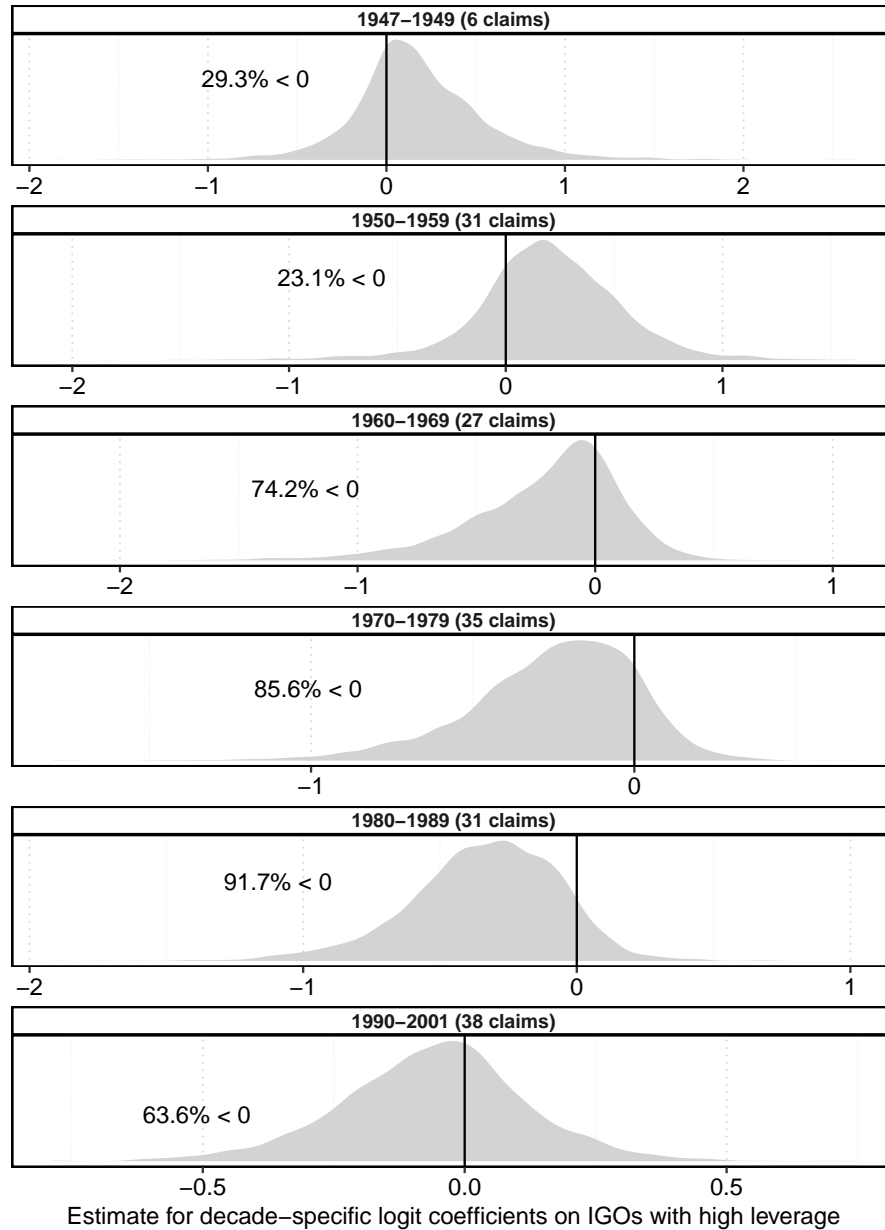 1947−1949 (6 claims)
29.3% < 0
−2 −1 0 1 2
1950−1959 (31 claims)
23.1% < 0
−2 −1 0 1
1960−1969 (27 claims)
74.2% < 0
−2 −1 0 1
1970−1979 (35 claims)
85.6% < 0
−1 0
1980−1989 (31 claims)
91.7% < 0
−2 −1 0 1
1990−2001 (38 claims)
63.6% < 0
−0.5 0.0 0.5
Estimate for decade−specific logit coefficients on IGOs with high leverage